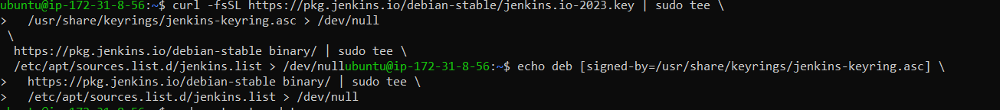 ubuntu@ip-172-31-8-56:~$ curl -fsSL https://pkg.jenkins.io/debian-stable/jenkins.io-2023.key | sudo tee \
>   /usr/share/keyrings/jenkins-keyring.asc > /dev/null
 \
  https://pkg.jenkins.io/debian-stable binary/ | sudo tee \
  /etc/apt/sources.list.d/jenkins.list > /dev/nullubuntu@ip-172-31-8-56:~$ echo deb [signed-by=/usr/share/keyrings/jenkins-keyring.asc] \
>   https://pkg.jenkins.io/debian-stable binary/ | sudo tee \
>   /etc/apt/sources.list.d/jenkins.list > /dev/null